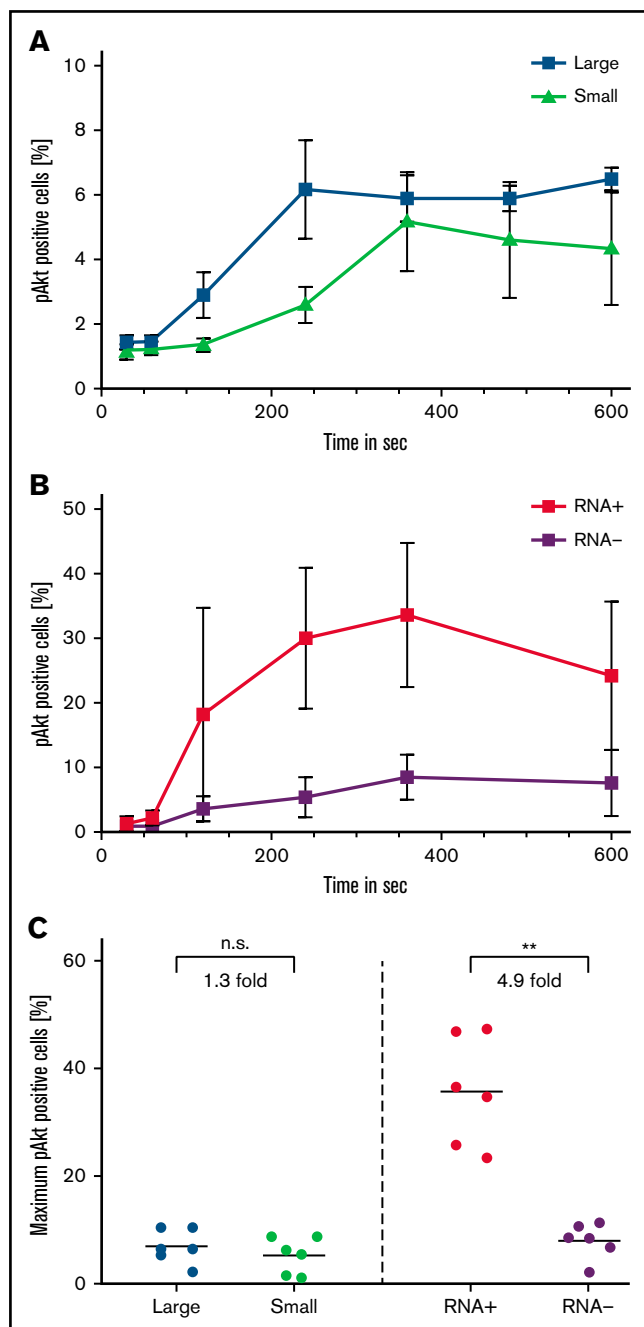 A
pAkt positive cells [%]
10
8
6
4
2
0
Large
Small
0
200
400
600
Time in sec
B
pAkt positive cells [%]
50
40
30
20
10
0
RNA+
RNA–
0
200
400
600
Time in sec
C
Maximum pAkt positive cells [%]
60
40
20
0
n.s.
1.3 fold
**
4.9 fold
Large
Small
RNA+
RNA–